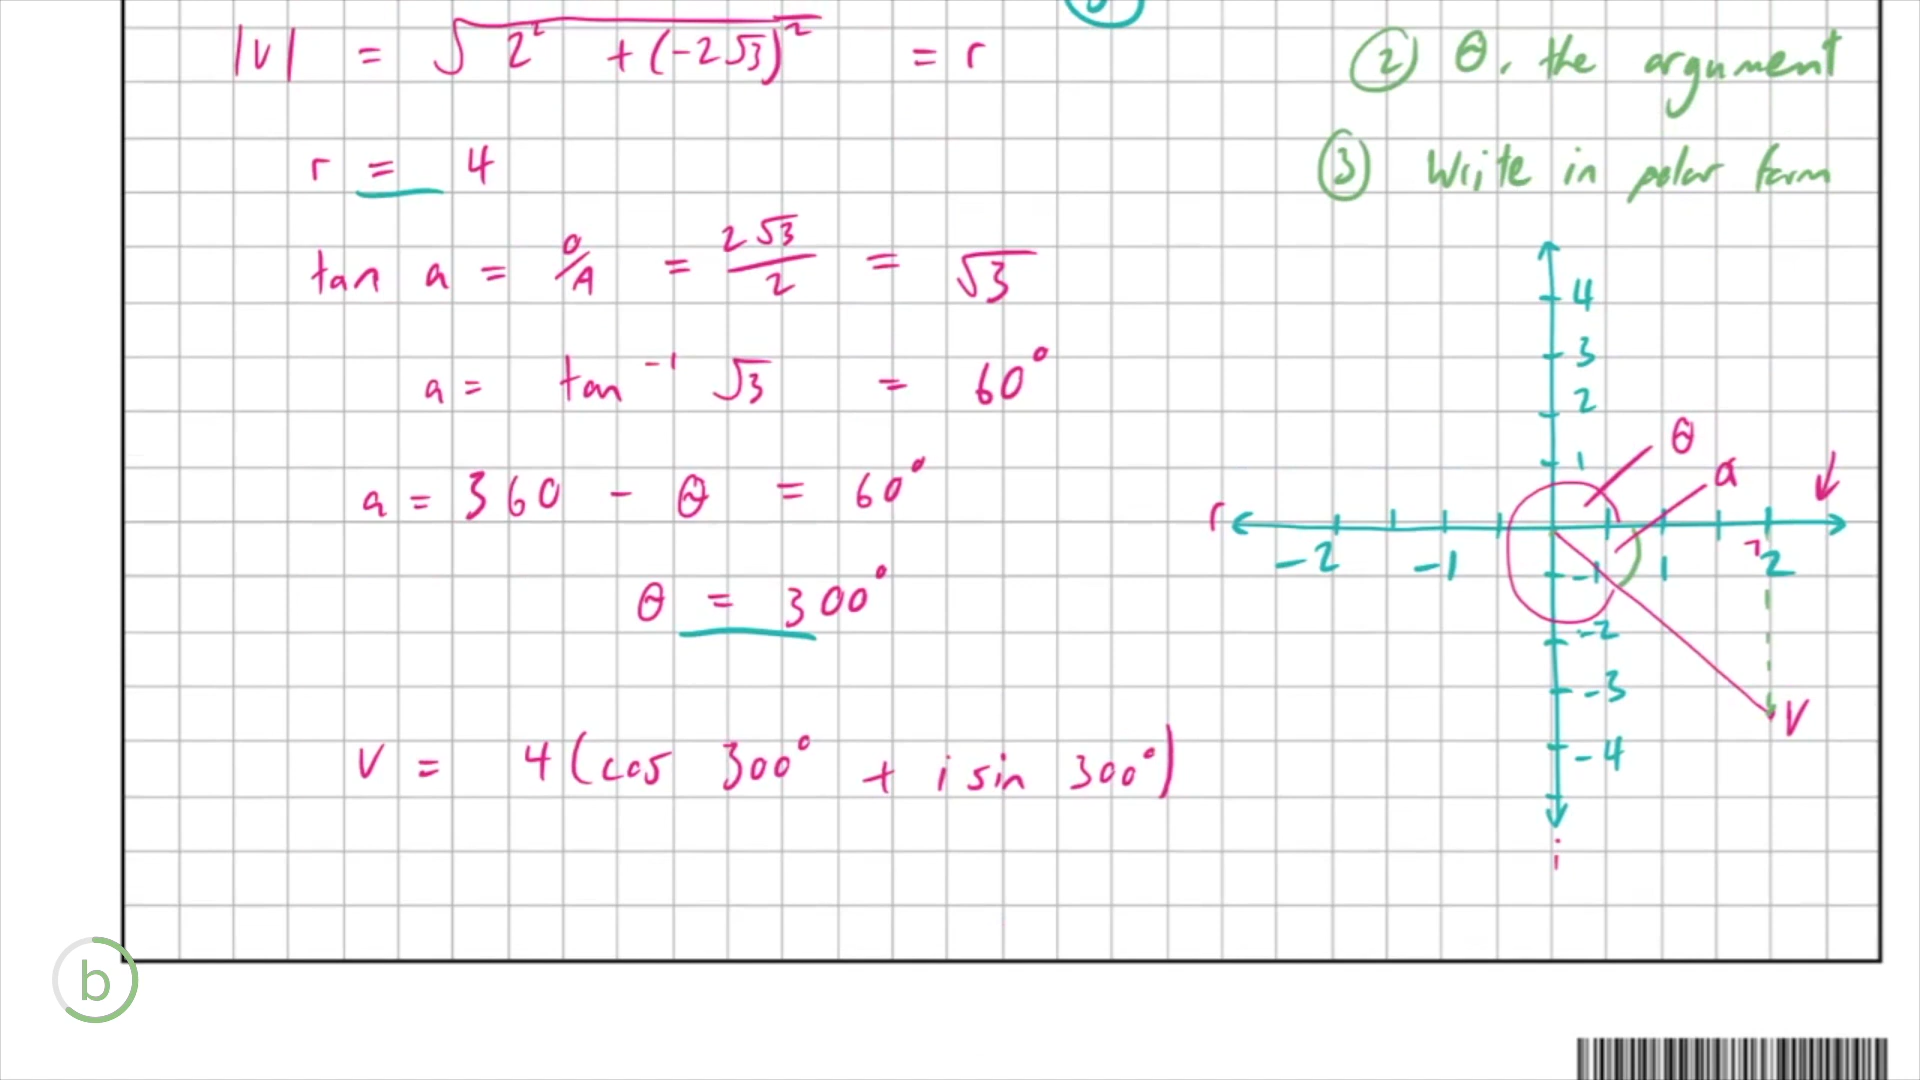 |V| = √2² + (-2√3)² = r
② θ, the argument
③ Write in polar form
r = 4
tan a = O/A = 2√3/2 = √3
a = tan⁻¹ √3 = 60°
a = 360 - θ = 60°
θ = 300°
V = 4(cos 300° + i sin 300°)
4
3
2
1
θ
a
r
-2
-1
1
2
-1
-2
-3
-4
V
i
b